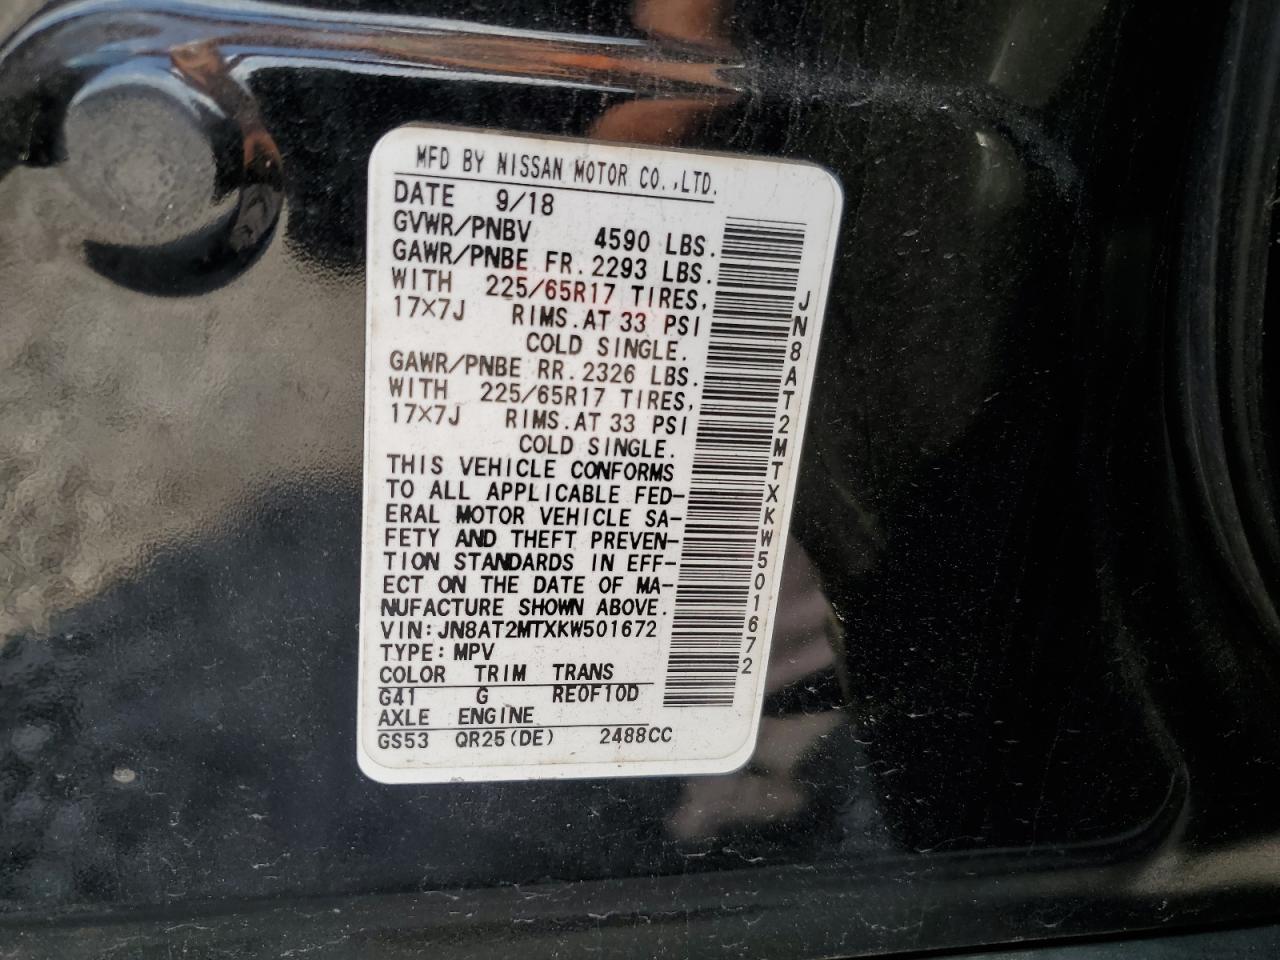 MFD BY NISSAN MOTOR CO.,LTD.
DATE 9/18
GVWR/PNBV 4590 LBS.
GAWR/PNBE FR. 2293 LBS.
WITH 225/65R17 TIRES,
17×7J RIMS.AT 33 PSI
COLD SINGLE.
GAWR/PNBE RR. 2326 LBS.
WITH 225/65R17 TIRES,
17×7J RIMS.AT 33 PSI
COLD SINGLE.
THIS VEHICLE CONFORMS
TO ALL APPLICABLE FED-
ERAL MOTOR VEHICLE SA-
FETY AND THEFT PREVEN-
TION STANDARDS IN EFF-
ECT ON THE DATE OF MA-
NUFACTURE SHOWN ABOVE.
VIN: JN8AT2MTXKW501672
TYPE: MPV
COLOR TRIM TRANS
G41 G RE0F10D
AXLE ENGINE
GS53 QR25(DE) 2488CC
JN8AT2MTXKW501672